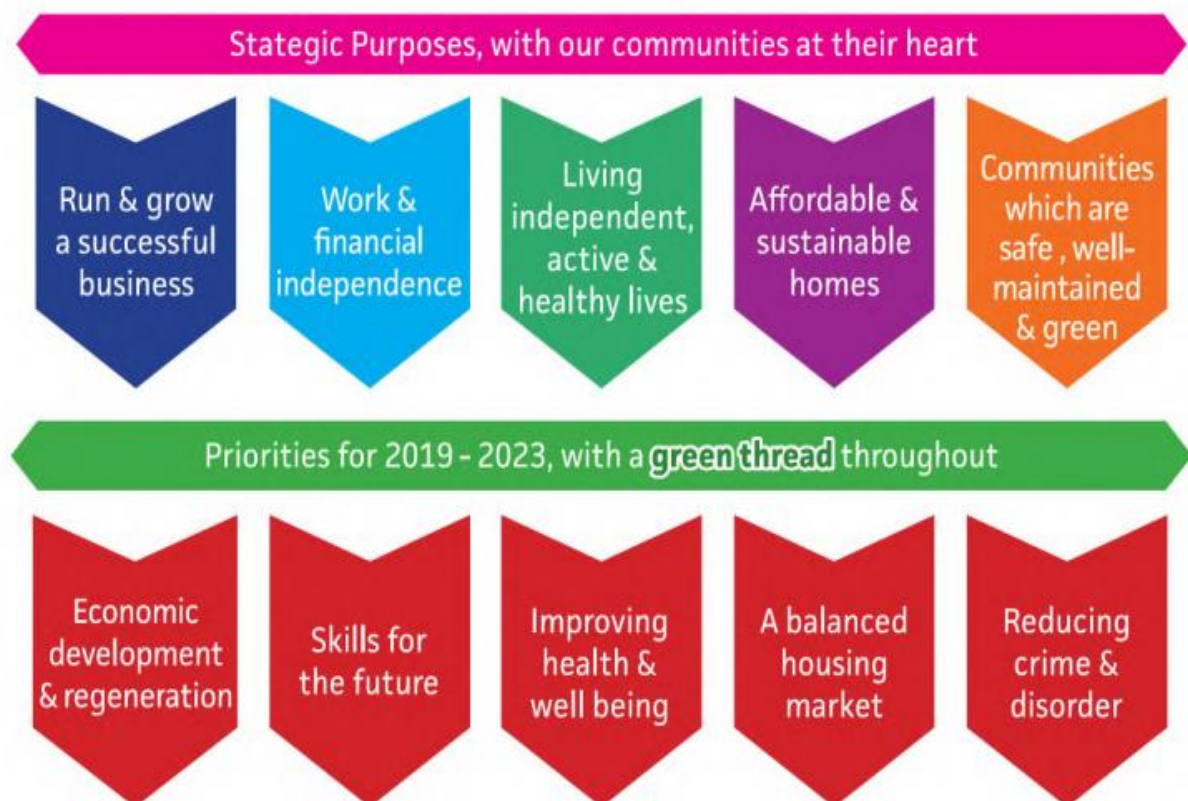 Stategic Purposes, with our communities at their heart
Run & grow
a successful
business
Work &
financial
independence
Living
independent,
active &
healthy lives
Affordable &
sustainable
homes
Communities
which are
safe , well-
maintained
& green
Priorities for 2019 - 2023, with a green thread throughout
Economic
development
& regeneration
Skills for
the future
Improving
health &
well being
A balanced
housing
market
Reducing
crime &
disorder